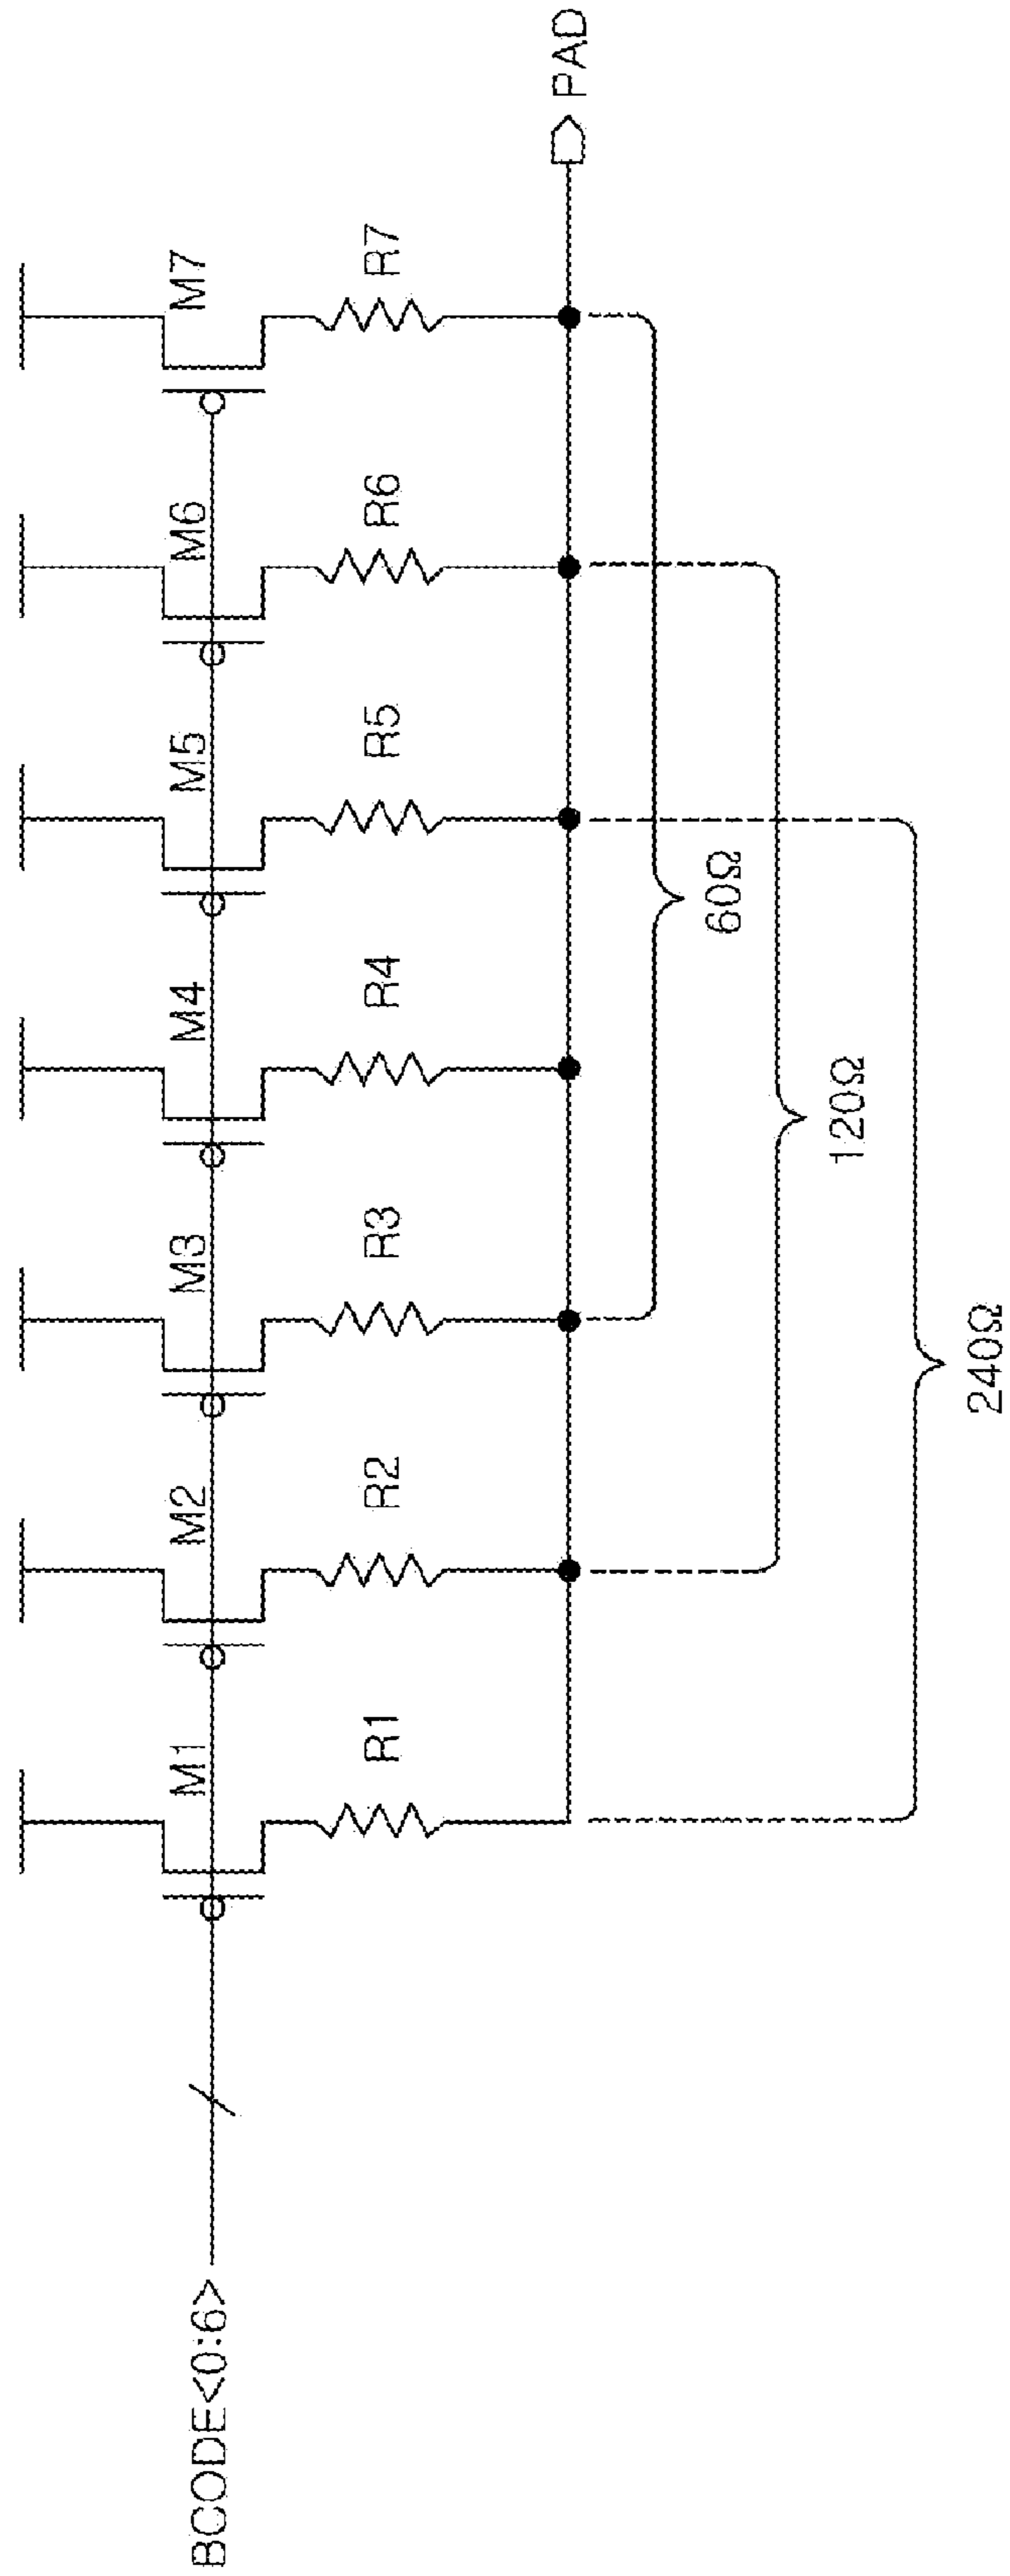 BCODE<0:6>
M1 M2 M3 M4 M5 M6 M7
R1 R2 R3 R4 R5 R6 R7
PAD
60Ω
120Ω
240Ω